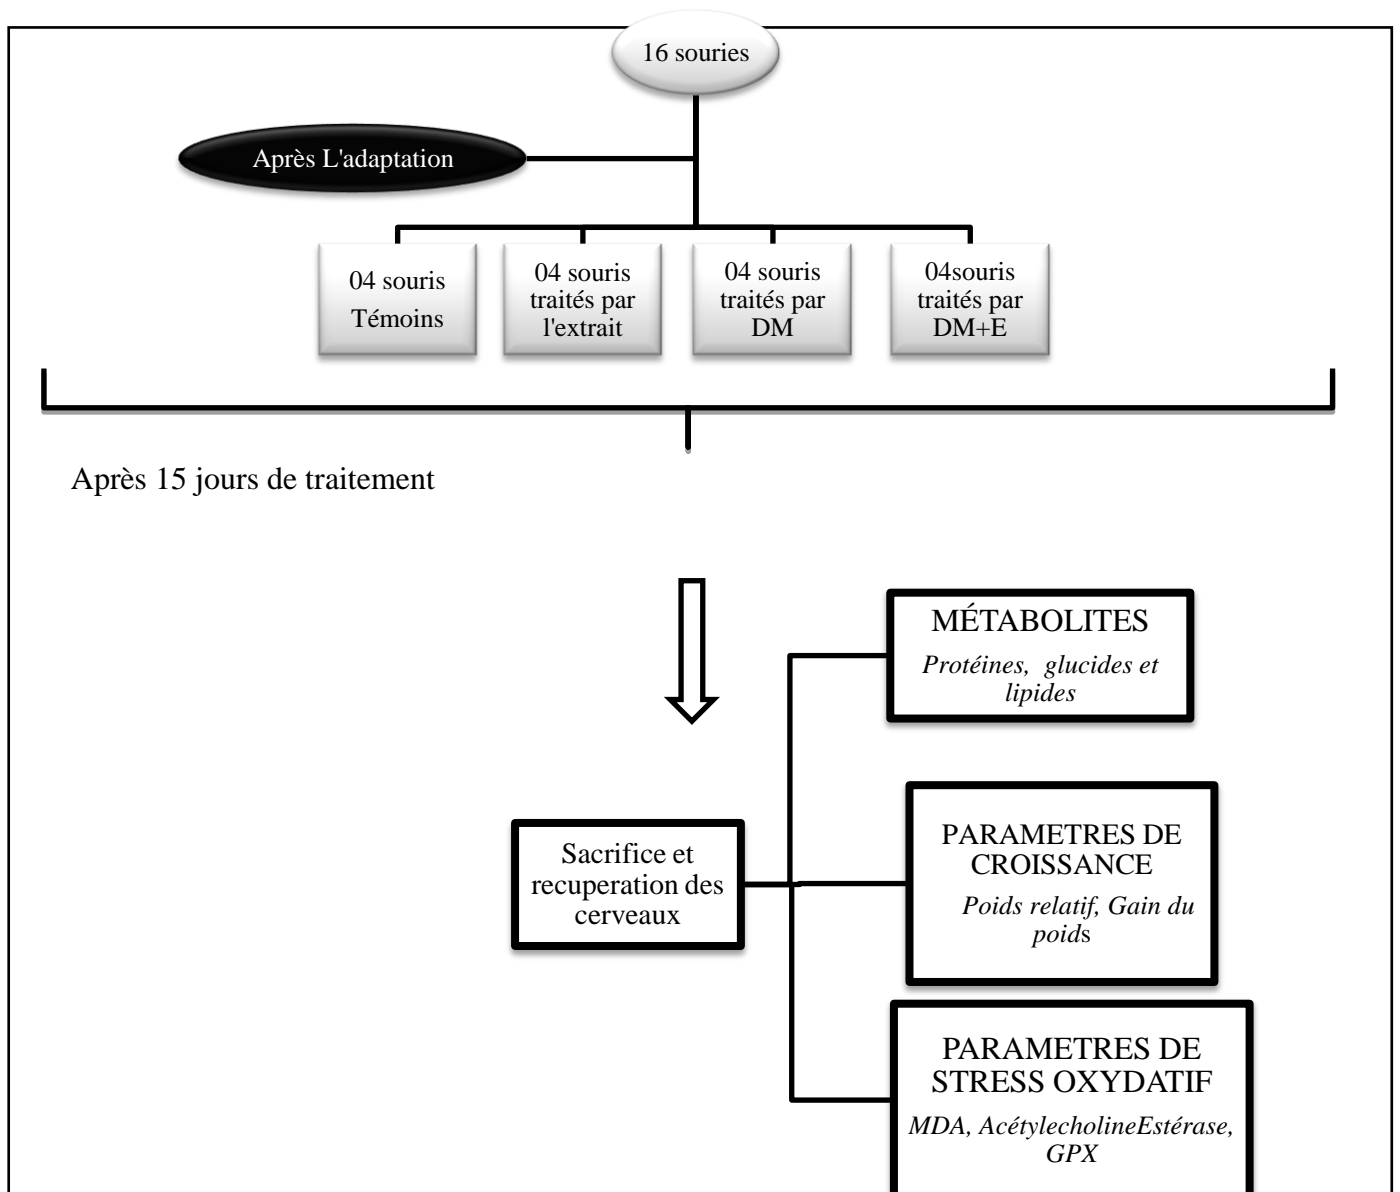 16 souries
Après L'adaptation
04 souris
Témoins
04 souris
traités par
l'extrait
04 souris
traités par
DM
04souris
traités par
DM+E
Après 15 jours de traitement
MÉTABOLITES
Protéines, glucides et
lipides
Sacrifice et
recuperation des
cerveaux
PARAMETRES DE
CROISSANCE
Poids relatif, Gain du
poids
PARAMETRES DE
STRESS OXYDATIF
MDA, AcétylecholineEstérase,
GPX